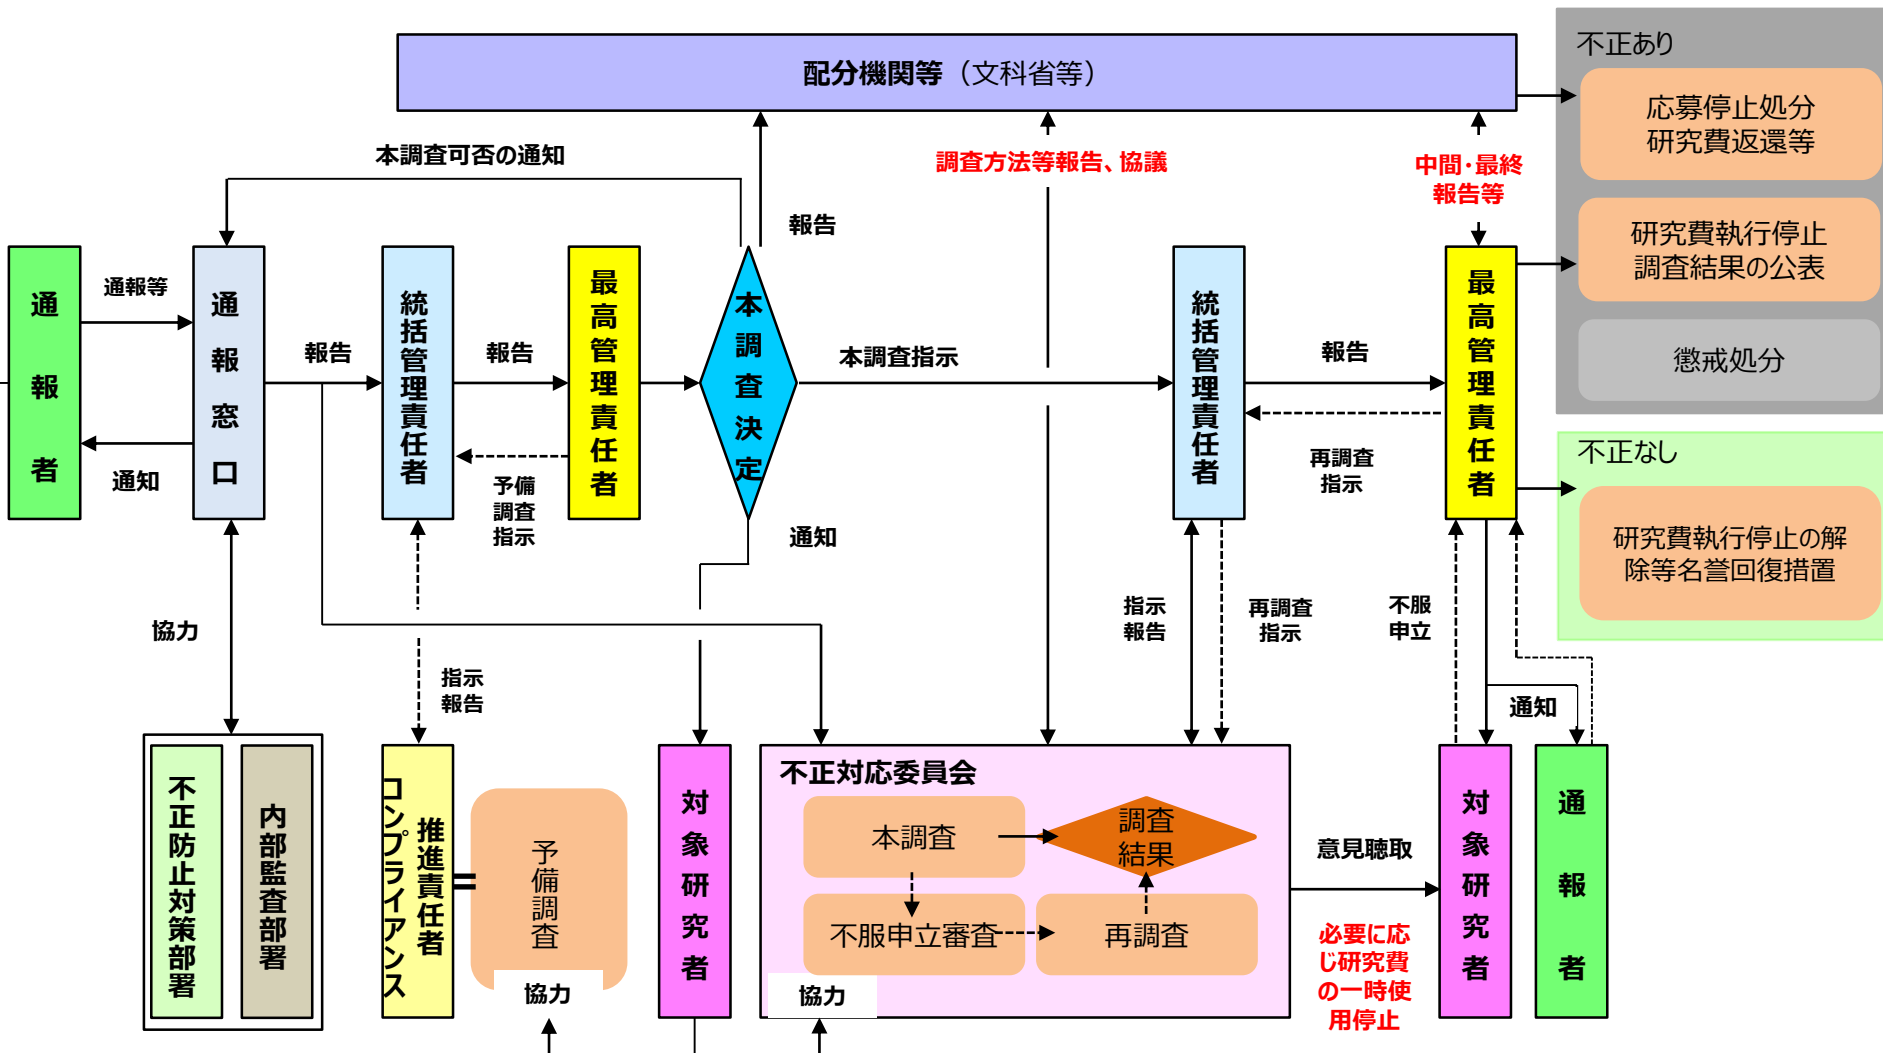 配分機関等（文科省等）
不正あり
応募停止処分
研究費返還等
研究費執行停止
調査結果の公表
懲戒処分
不正なし
研究費執行停止の解
除等名誉回復措置
本調査可否の通知
報告
調査方法等報告、協議
中間・最終
報告等
通報者
通報等
通知
通報窓口
報告
統括管理責任者
報告
予備
調査
指示
最高管理責任者
本調査決定
本調査指示
通知
統括管理責任者
報告
再調査
指示
最高管理責任者
協力
指示
報告
指示
報告
再調査
指示
不服
申立
通知
不正防止対策部署
内部監査部署
コンプライアンス
推進責任者
予備調査
協力
対象研究者
不正対応委員会
本調査
調査
結果
不服申立審査
再調査
協力
意見聴取
必要に応
じ研究費
の一時使
用停止
対象研究者
通報者